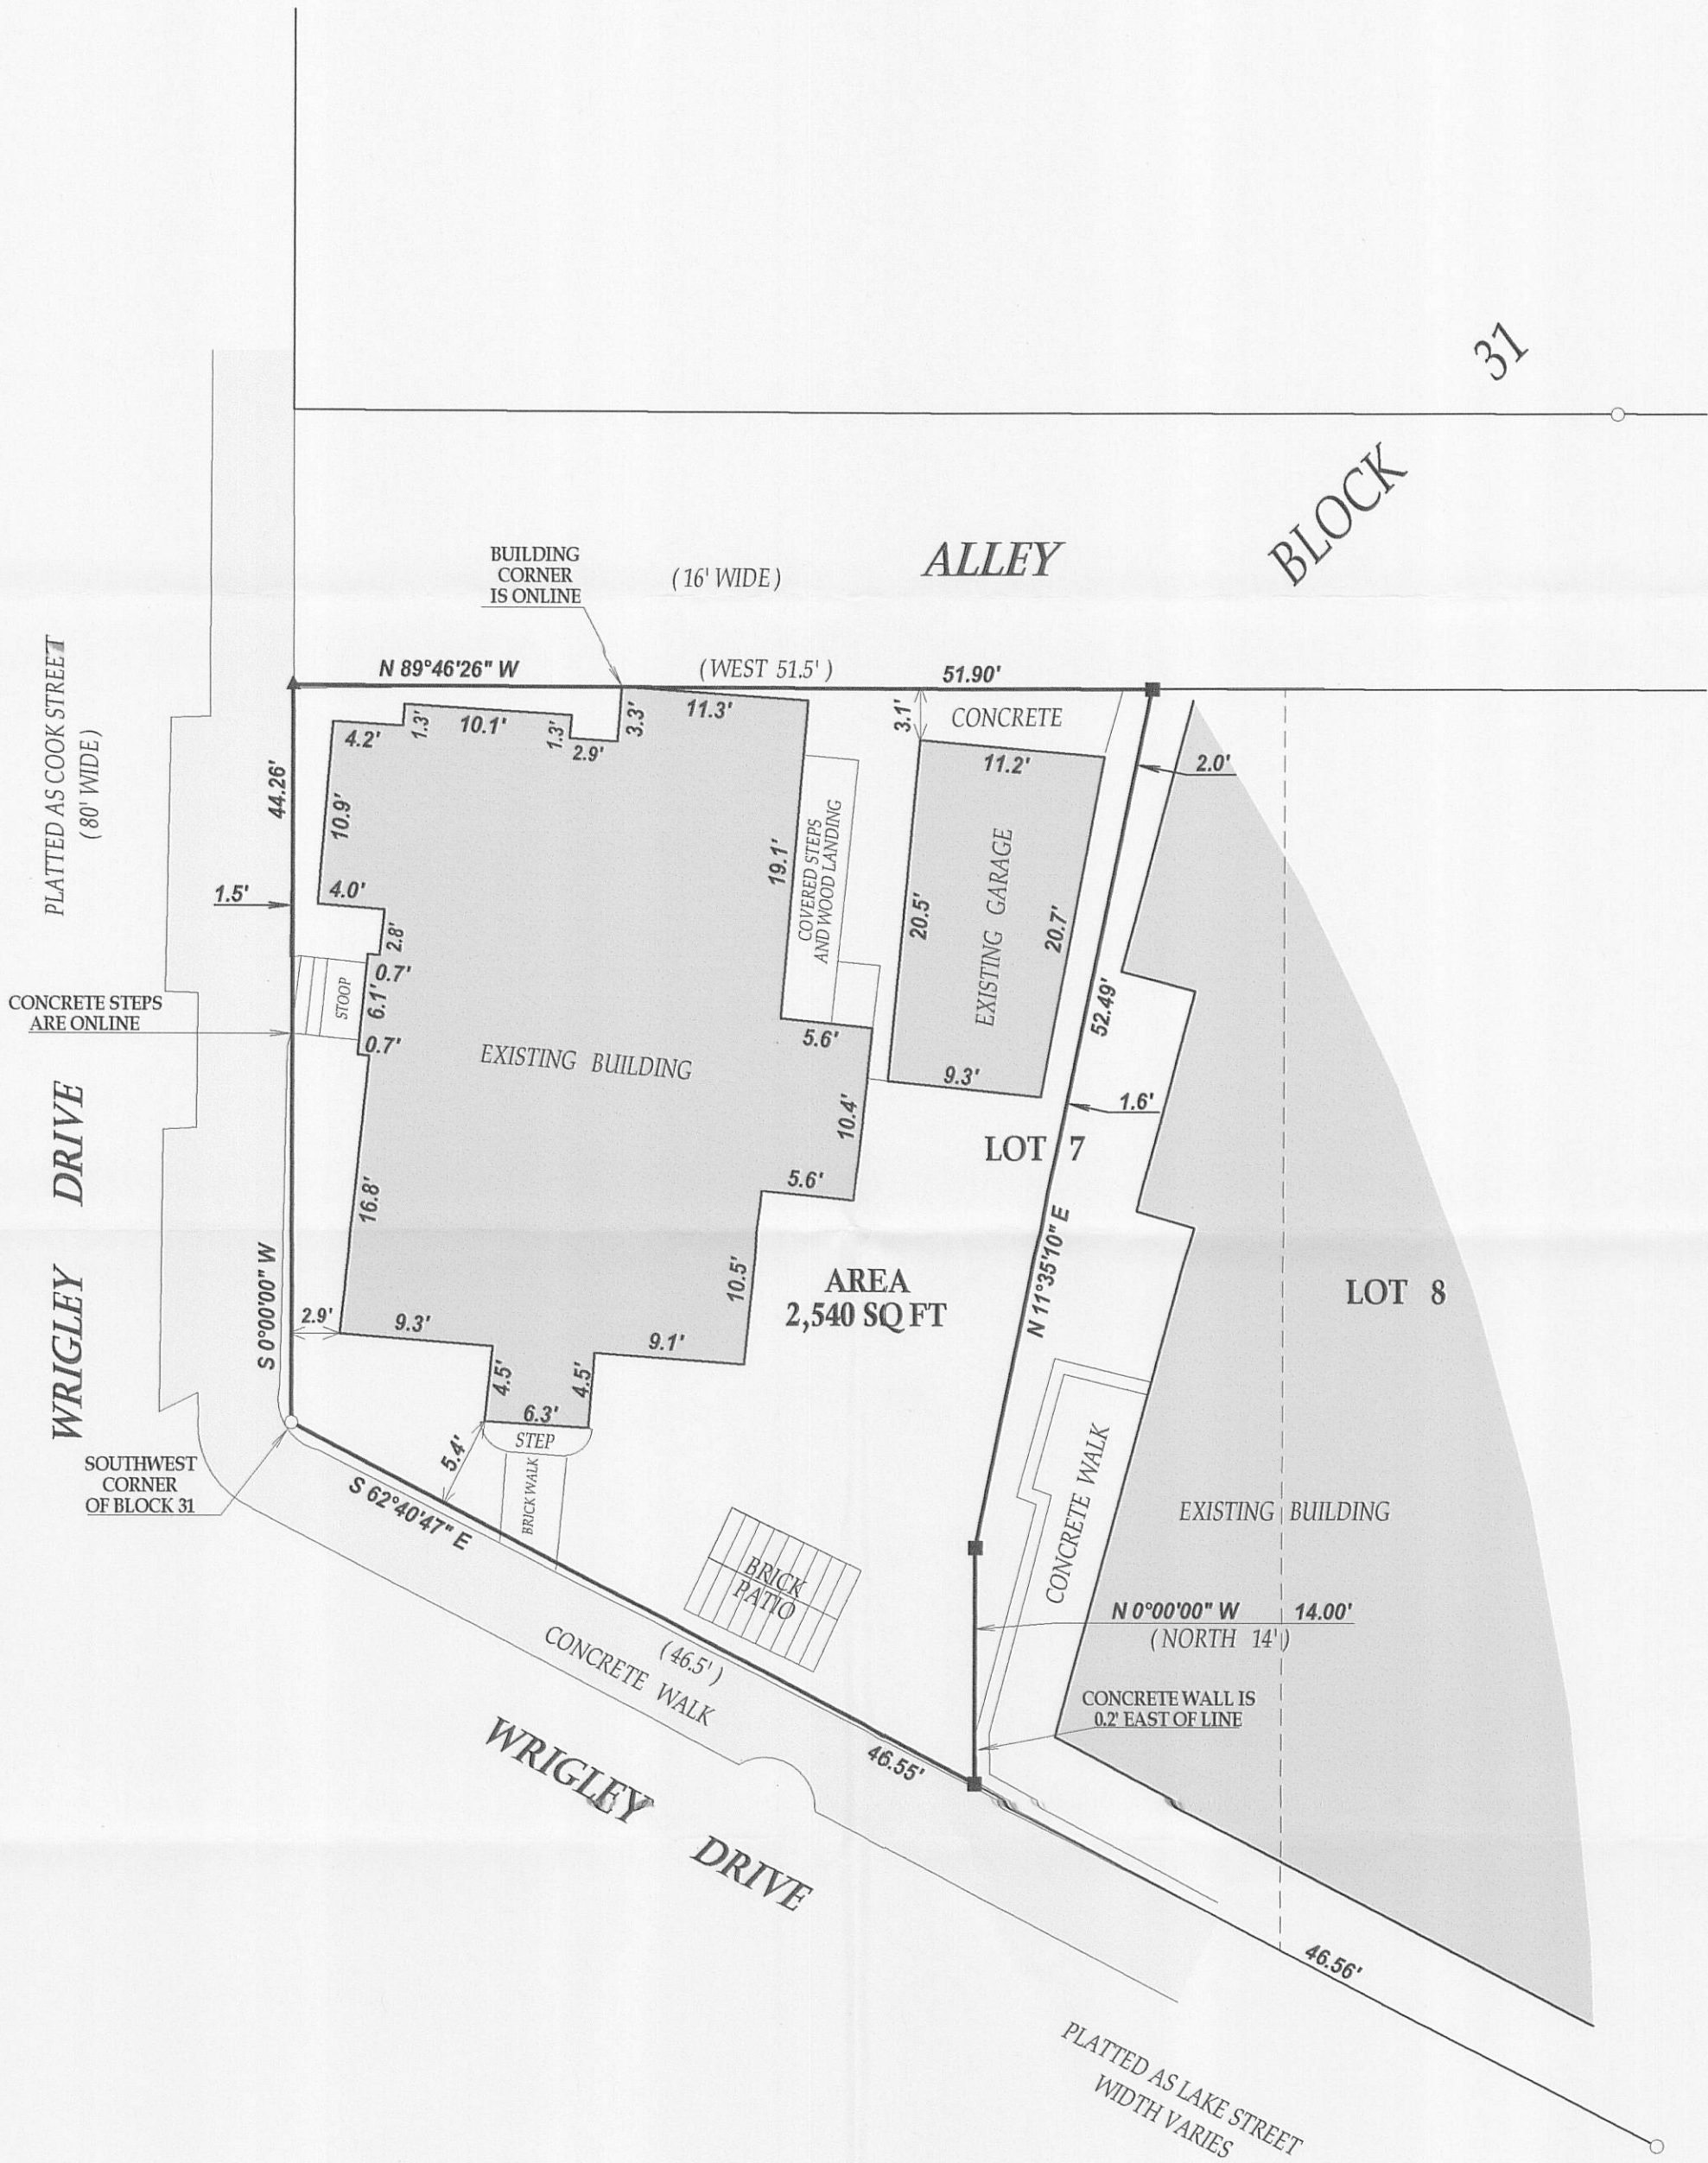 31
BLOCK
ALLEY
( 16' WIDE )
BUILDING
CORNER
IS ONLINE
PLATTED AS COOK STREET
( 80' WIDE )
N 89°46'26" W
(WEST 51.5' )
51.90'
4.2'
1.3'
10.1'
1.3'
2.9'
3.3'
11.3'
3.1'
CONCRETE
11.2'
2.0'
44.26'
10.9'
19.1'
COVERED STEPS
AND WOOD LANDING
20.5'
EXISTING GARAGE
20.7'
1.5'
4.0'
2.8'
0.7'
STOOP
6.1'
0.7'
CONCRETE STEPS
ARE ONLINE
EXISTING BUILDING
5.6'
9.3'
52.49'
10.4'
1.6'
LOT 7
WRIGLEY DRIVE
16.8'
5.6'
N 11°35'10" E
S 0°00'00" W
10.5'
AREA
2,540 SQ FT
LOT 8
2.9'
9.3'
9.1'
4.5'
4.5'
6.3'
STEP
5.4'
BRICK WALK
SOUTHWEST
CORNER
OF BLOCK 31
S 62°40'47" E
CONCRETE WALK
EXISTING BUILDING
BRICK
PATIO
N 0°00'00" W 14.00'
( NORTH 14' )
(46.5' )
CONCRETE WALK
CONCRETE WALL IS
0.2' EAST OF LINE
46.55'
WRIGLEY DRIVE
46.56'
PLATTED AS LAKE STREET
WIDTH VARIES